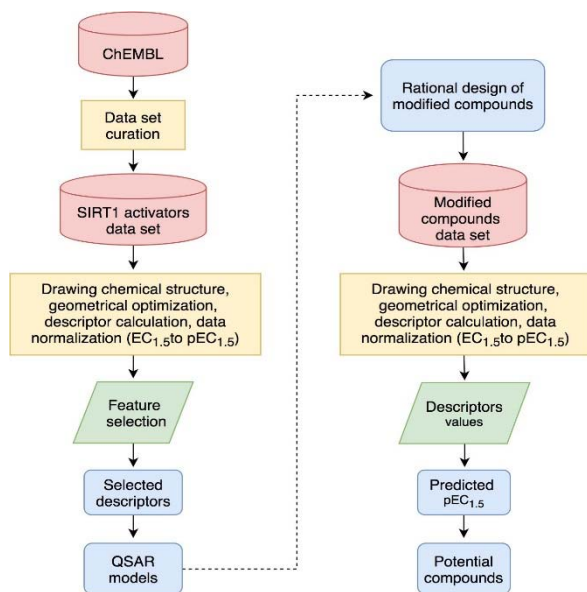 ChEMBL
Data set
curation
SIRT1 activators
data set
Drawing chemical structure,
geometrical optimization,
descriptor calculation, data
normalization (EC1.5to pEC1.5)
Feature
selection
Selected
descriptors
QSAR
models
Rational design of
modified compounds
Modified
compounds
data set
Drawing chemical structure,
geometrical optimization,
descriptor calculation, data
normalization (EC1.5to pEC1.5)
Descriptors
values
Predicted
pEC1.5
Potential
compounds